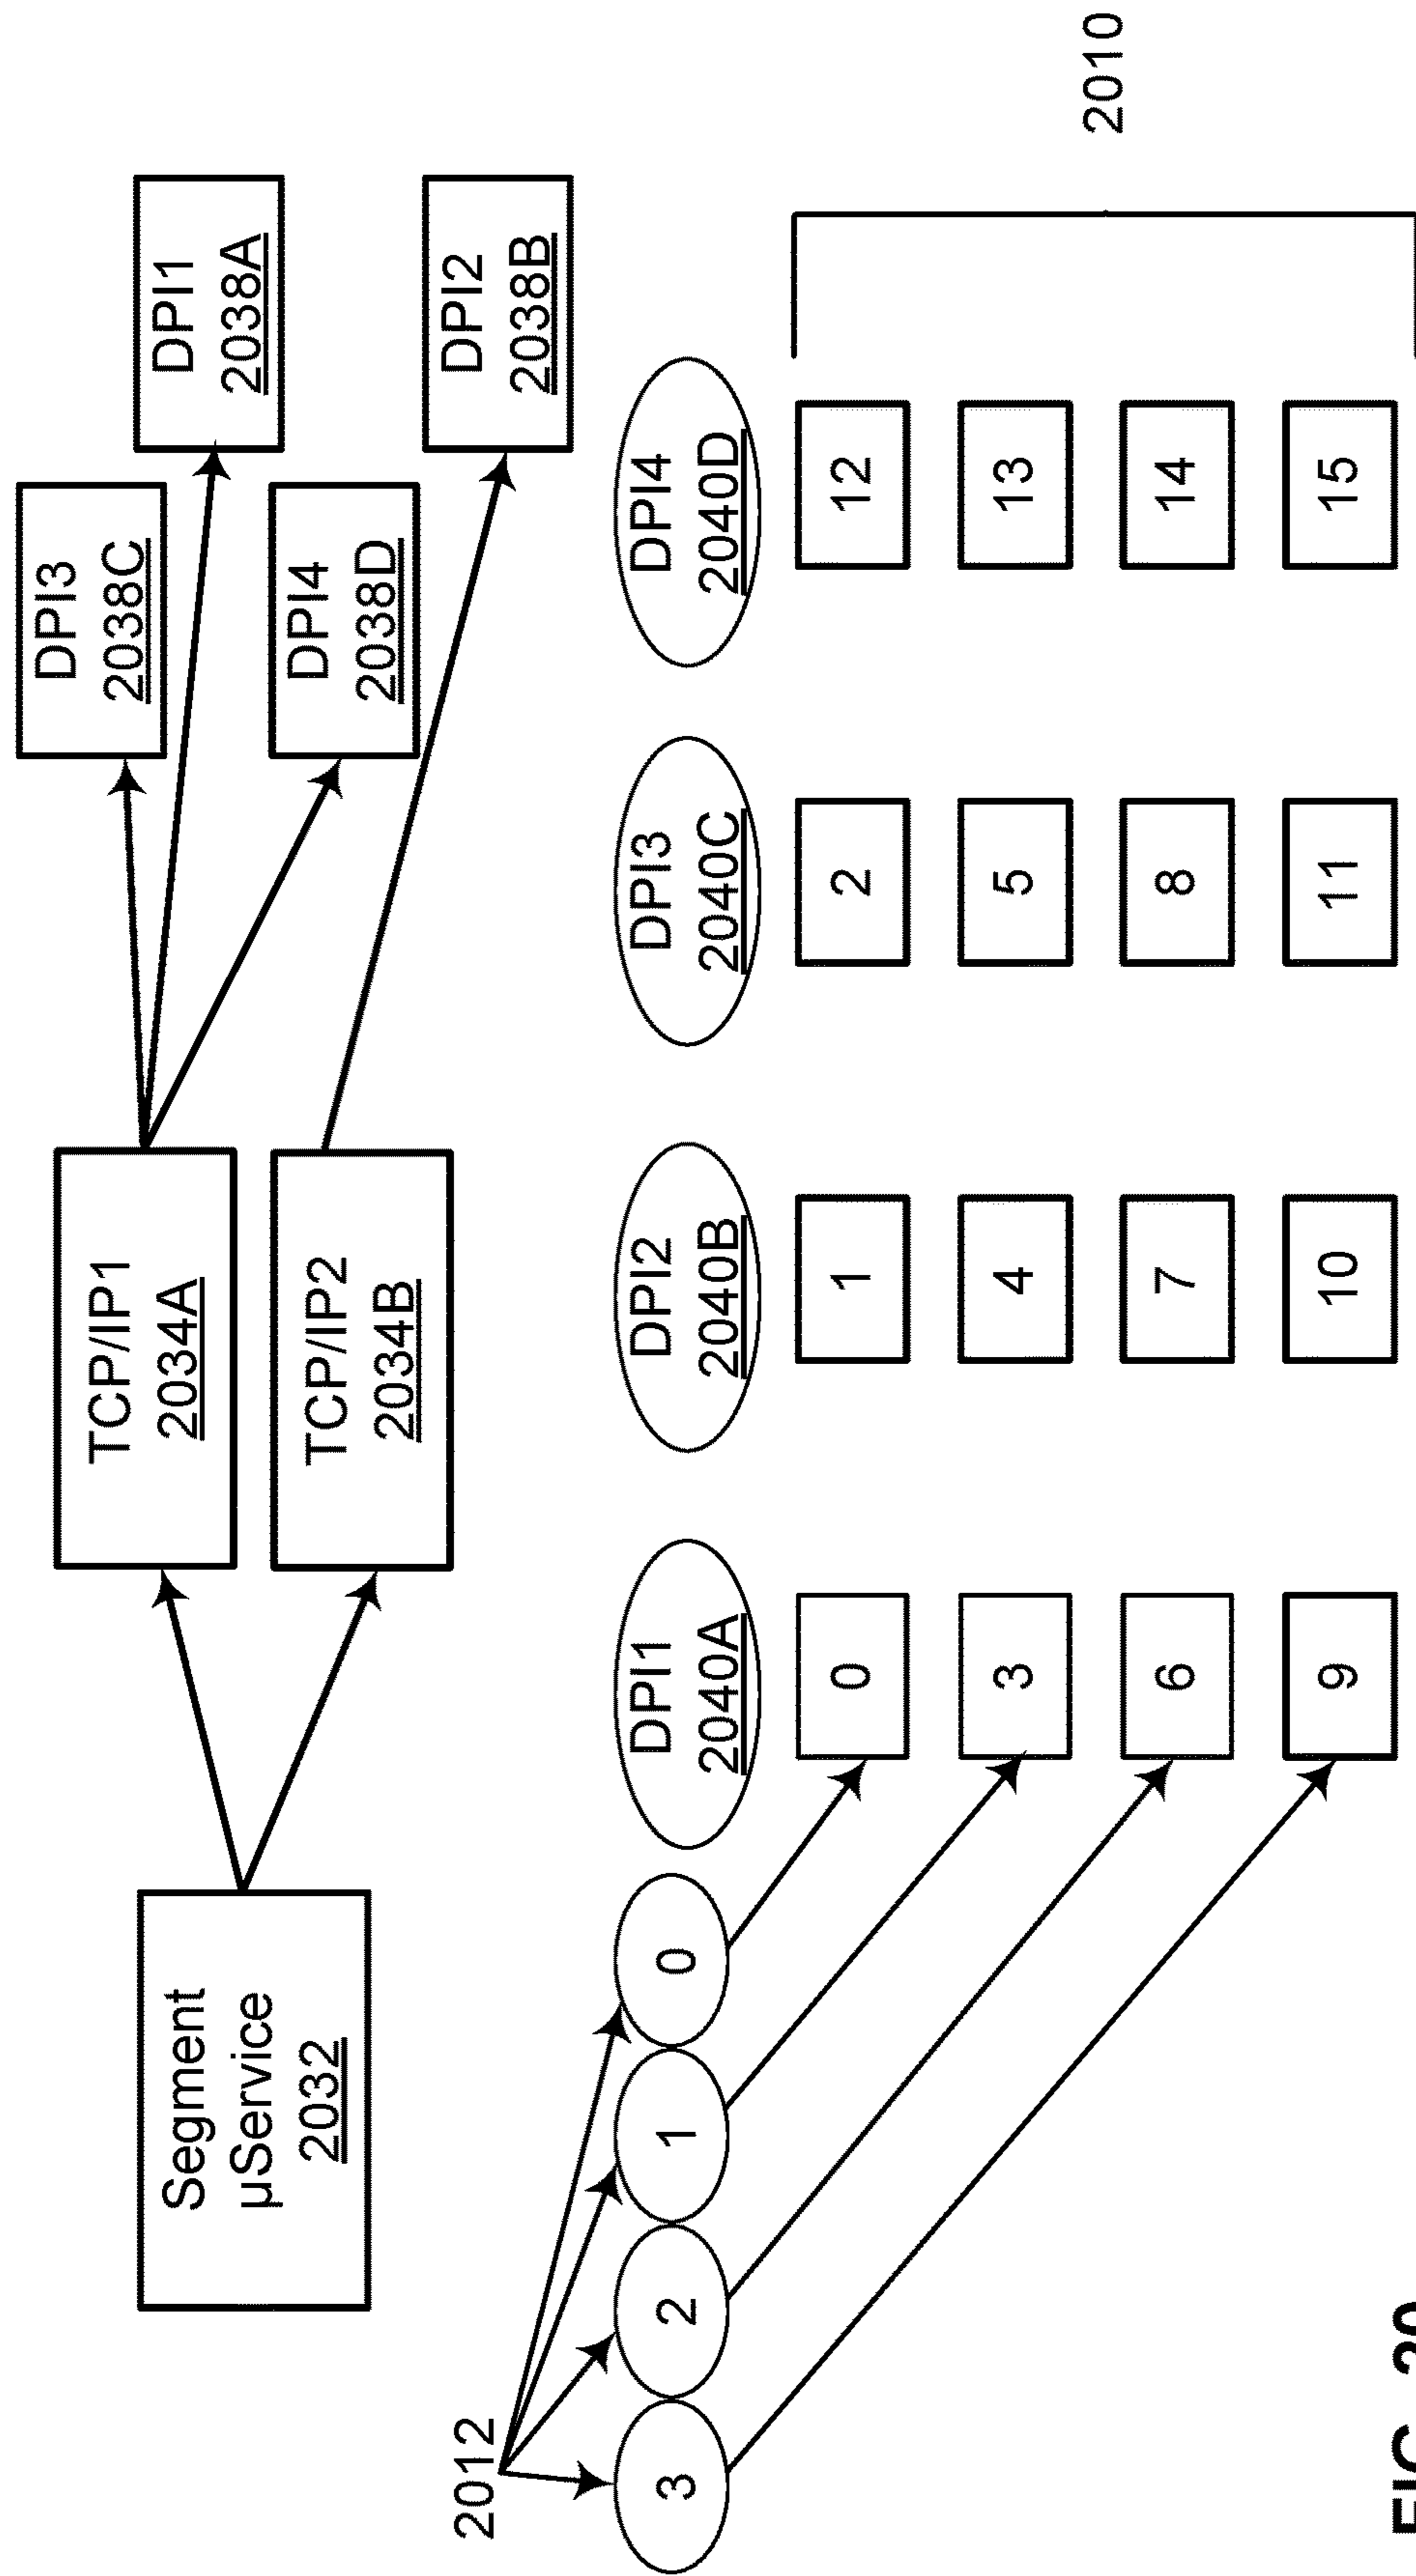 DPI3
2038C
TCP/IP1
2034A
DPI1
2038A
Segment
µService
2032
DPI4
2038D
TCP/IP2
2034B
DPI2
2038B
2012
3
2
1
0
DPI1
2040A
DPI2
2040B
DPI3
2040C
DPI4
2040D
0
1
2
12
3
4
5
13
2010
6
7
8
14
9
10
11
15
FIG